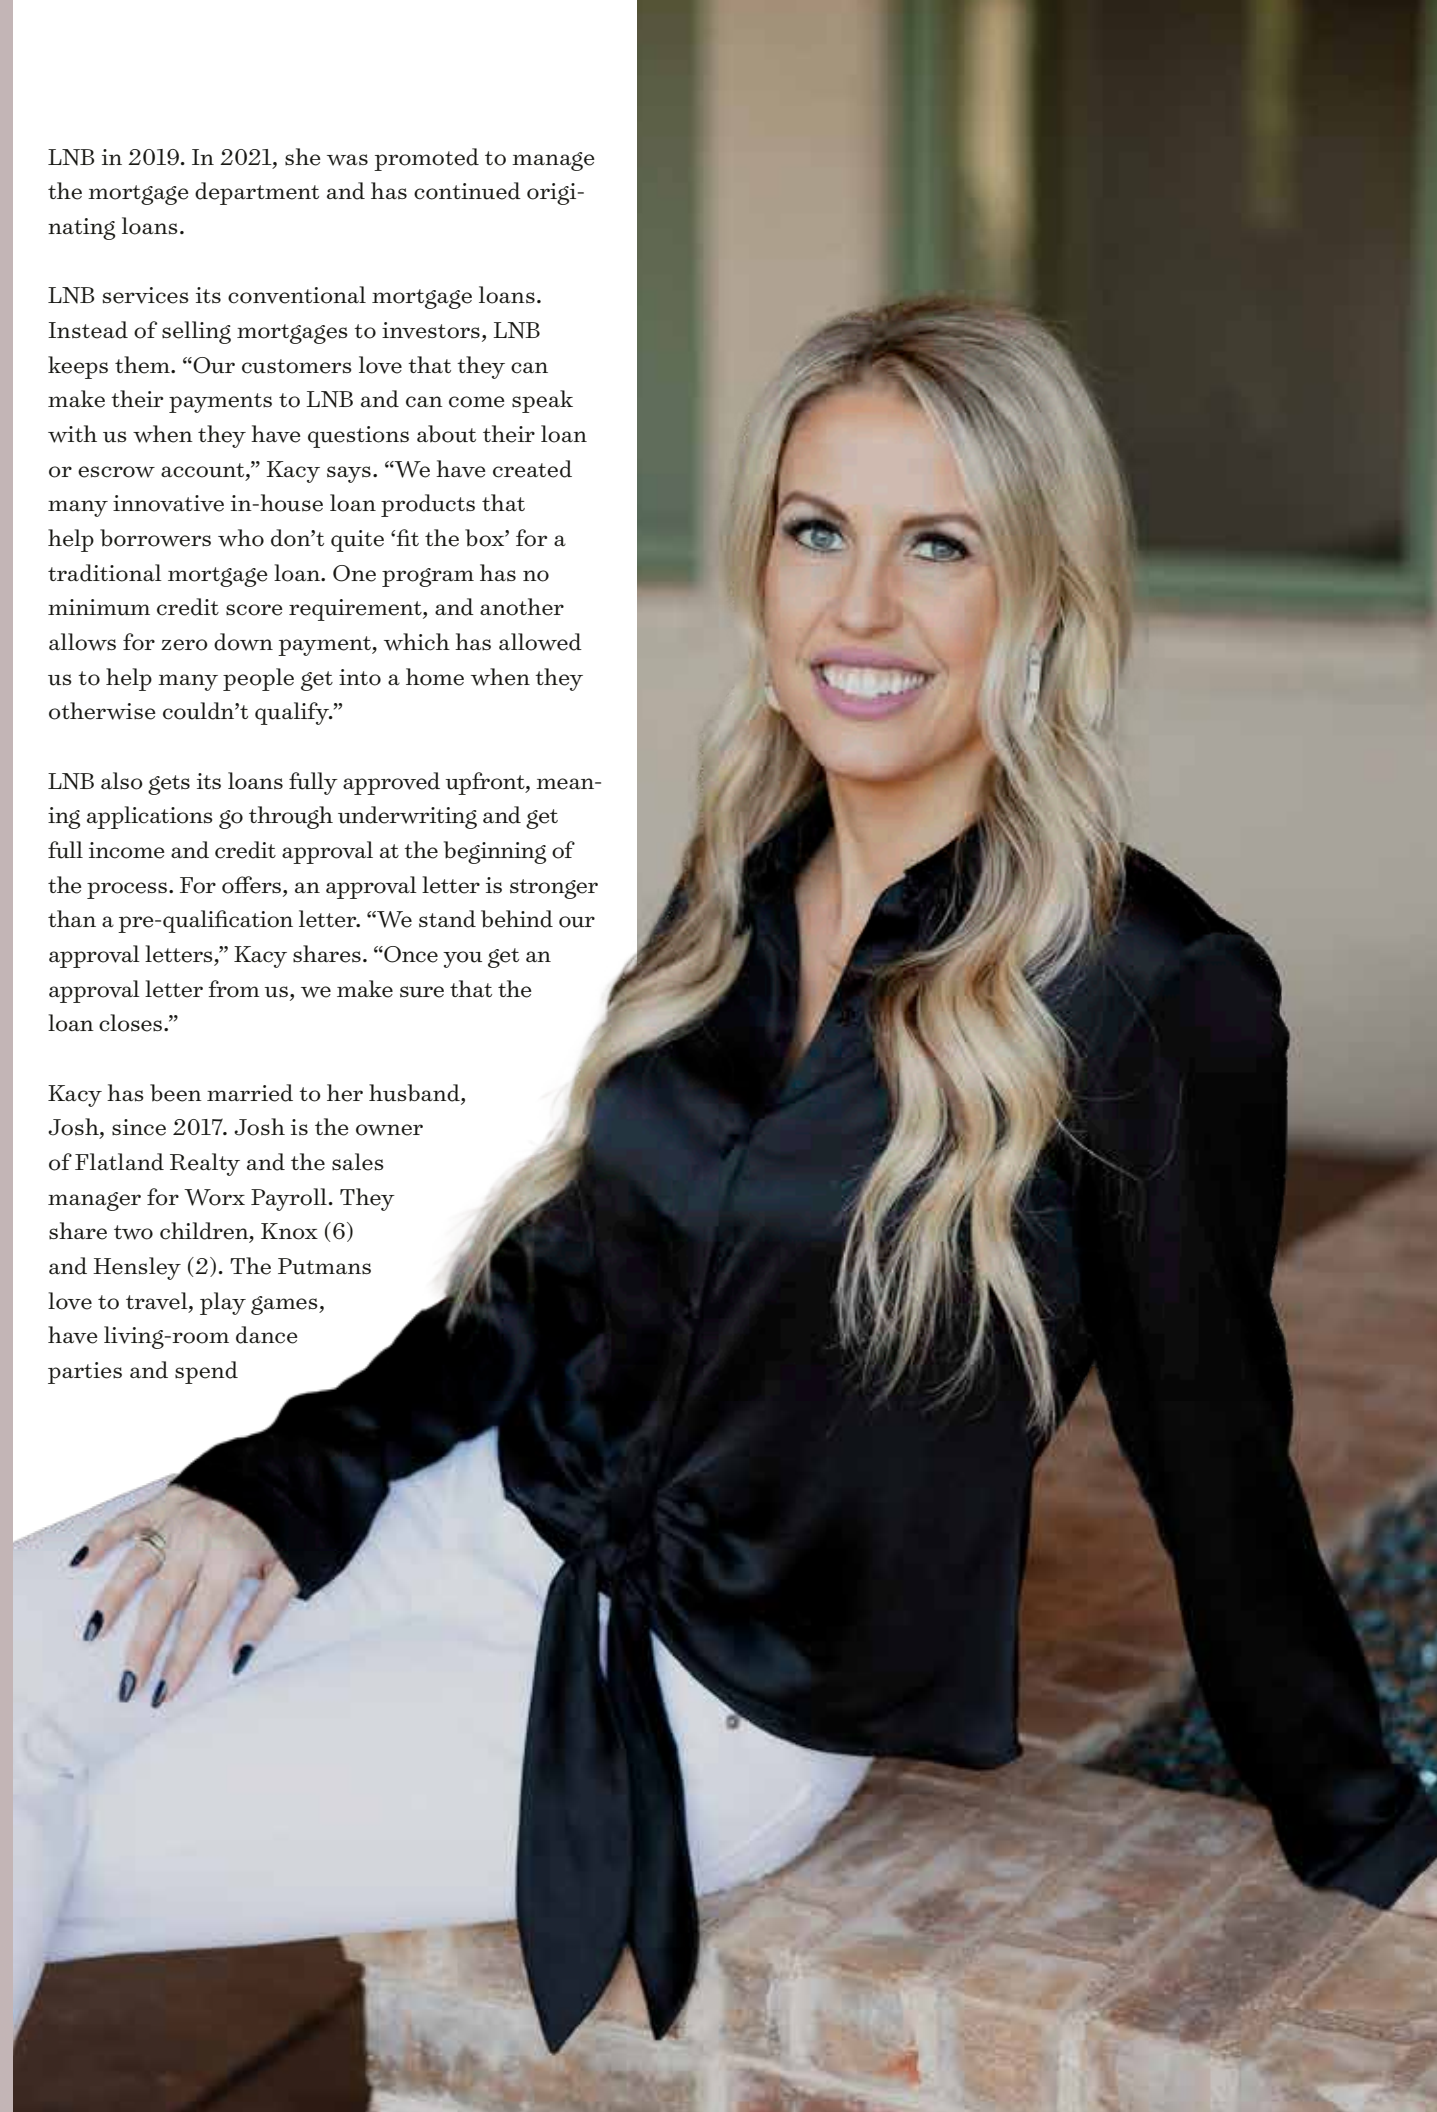 LNB in 2019. In 2021, she was promoted to manage
the mortgage department and has continued origi-
nating loans.
LNB services its conventional mortgage loans.
Instead of selling mortgages to investors, LNB
keeps them. “Our customers love that they can
make their payments to LNB and can come speak
with us when they have questions about their loan
or escrow account,” Kacy says. “We have created
many innovative in-house loan products that
help borrowers who don’t quite ‘fit the box’ for a
traditional mortgage loan. One program has no
minimum credit score requirement, and another
allows for zero down payment, which has allowed
us to help many people get into a home when they
otherwise couldn’t qualify.”
LNB also gets its loans fully approved upfront, mean-
ing applications go through underwriting and get
full income and credit approval at the beginning of
the process. For offers, an approval letter is stronger
than a pre-qualification letter. “We stand behind our
approval letters,” Kacy shares. “Once you get an
approval letter from us, we make sure that the
loan closes.”
Kacy has been married to her husband,
Josh, since 2017. Josh is the owner
of Flatland Realty and the sales
manager for Worx Payroll. They
share two children, Knox (6)
and Hensley (2). The Putmans
love to travel, play games,
have living-room dance
parties and spend